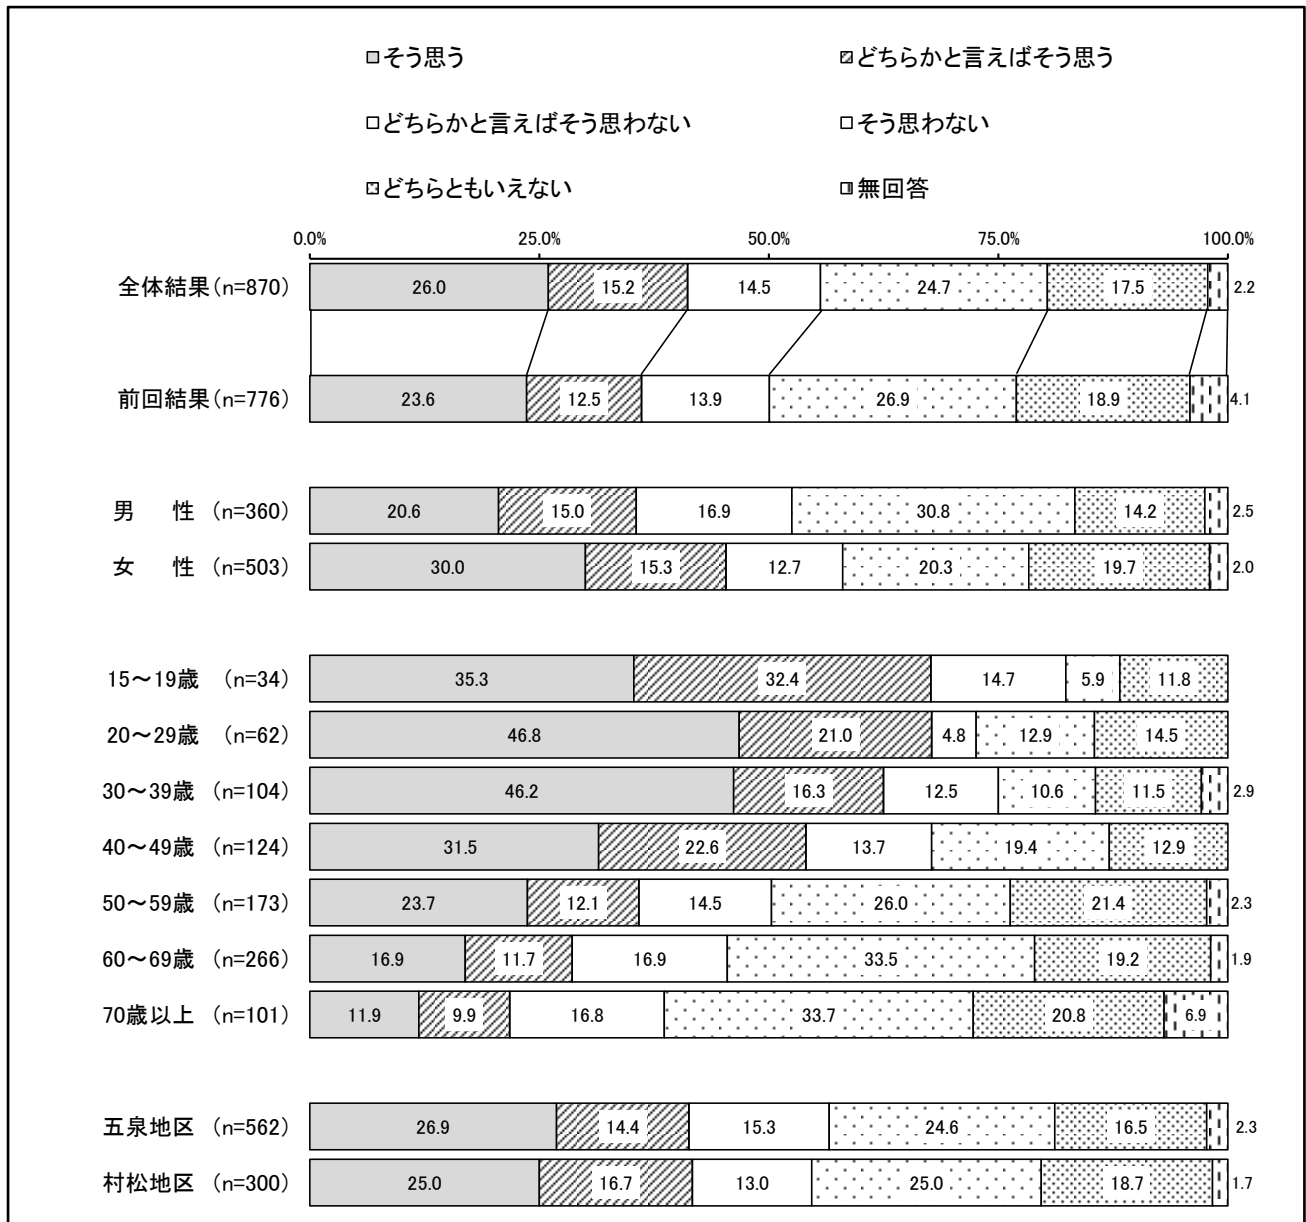 そう思う どちらかと言えばそう思う
どちらかと言えばそう思わない そう思わない
どちらともいえない 無回答
0.0% 25.0% 50.0% 75.0% 100.0%
全体結果(n=870) 26.0 15.2 14.5 24.7 17.5 2.2
前回結果(n=776) 23.6 12.5 13.9 26.9 18.9 4.1
男 性 (n=360) 20.6 15.0 16.9 30.8 14.2 2.5
女 性 (n=503) 30.0 15.3 12.7 20.3 19.7 2.0
15～19歳 (n=34) 35.3 32.4 14.7 5.9 11.8
20～29歳 (n=62) 46.8 21.0 4.8 12.9 14.5
30～39歳 (n=104) 46.2 16.3 12.5 10.6 11.5 2.9
40～49歳 (n=124) 31.5 22.6 13.7 19.4 12.9
50～59歳 (n=173) 23.7 12.1 14.5 26.0 21.4 2.3
60～69歳 (n=266) 16.9 11.7 16.9 33.5 19.2 1.9
70歳以上 (n=101) 11.9 9.9 16.8 33.7 20.8 6.9
五泉地区 (n=562) 26.9 14.4 15.3 24.6 16.5 2.3
村松地区 (n=300) 25.0 16.7 13.0 25.0 18.7 1.7